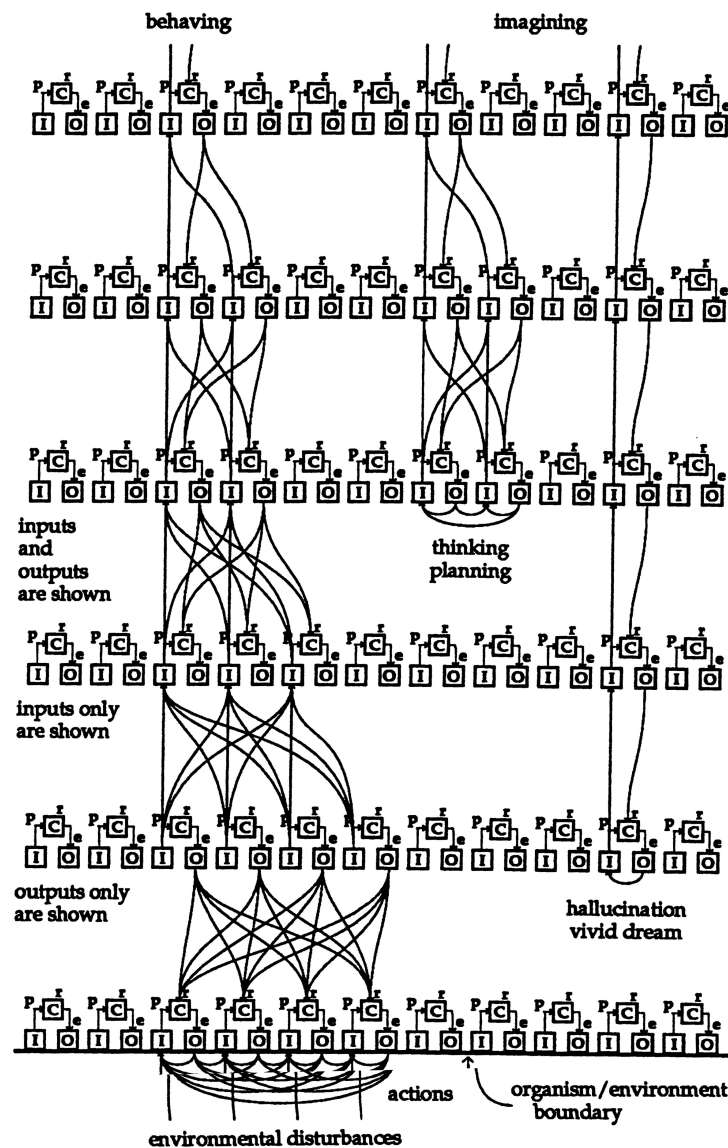 behaving imagining
r r r r r r r r r r r
p C e p C e p C e p C e p C e p C e p C e p C e p C e p C e p C e
I O I O I O I O I O I O I O I O I O I O I O
r r r r r r r r r r r
p C e p C e p C e p C e p C e p C e p C e p C e p C e p C e p C e
I O I O I O I O I O I O I O I O I O I O I O
r r r r r r r r r r r
p C e p C e p C e p C e p C e p C e p C e p C e p C e p C e p C e
I O I O I O I O I O I O I O I O I O I O I O
inputs
and
outputs
are shown
thinking
planning
r r r r r r r r r r r
p C e p C e p C e p C e p C e p C e p C e p C e p C e p C e p C e
I O I O I O I O I O I O I O I O I O I O I O
inputs only
are shown
r r r r r r r r r r r
p C e p C e p C e p C e p C e p C e p C e p C e p C e p C e p C e
I O I O I O I O I O I O I O I O I O I O I O
outputs only
are shown
hallucination
vivid dream
r r r r r r r r r r r
p C e p C e p C e p C e p C e p C e p C e p C e p C e p C e p C e
I O I O I O I O I O I O I O I O I O I O I O
actions
organism/environment
boundary
environmental disturbances